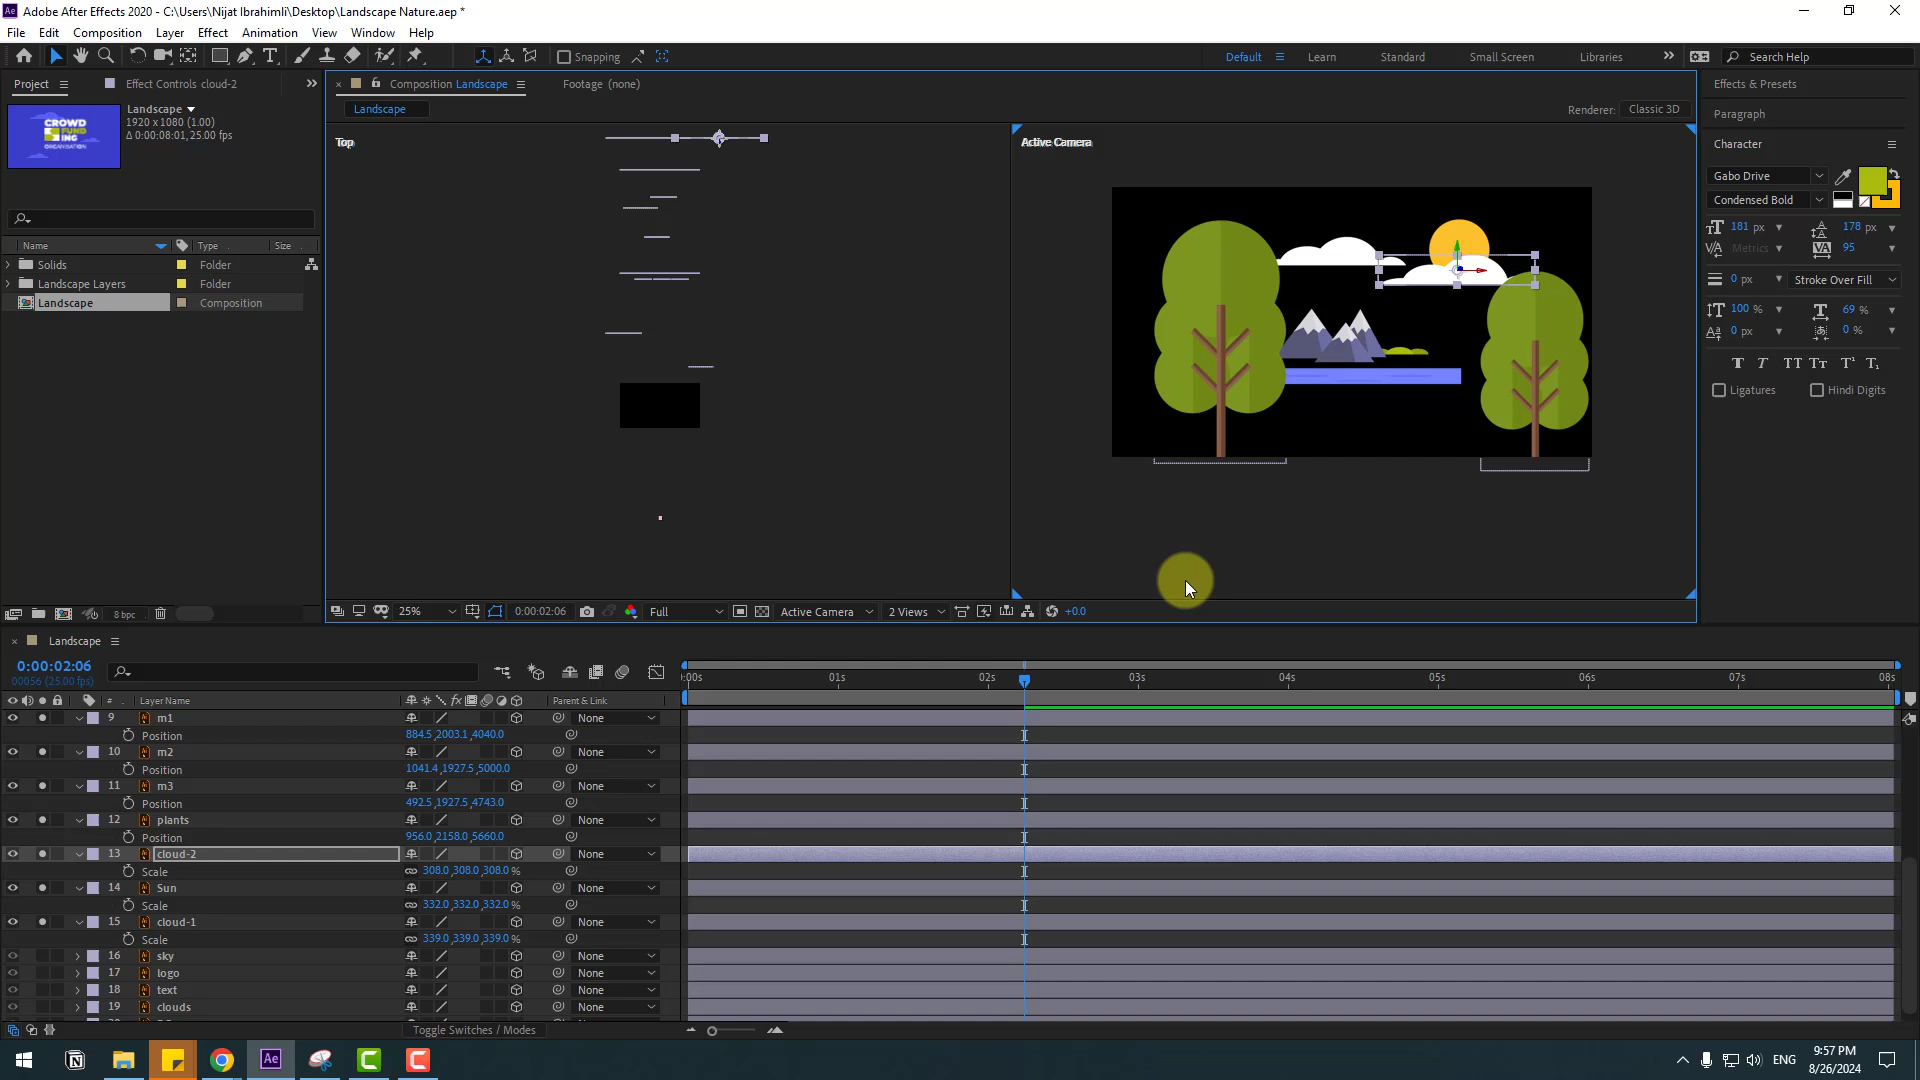 Adobe After Effects 2020 - C:\Users\Nijat Ibrahimli\Desktop\Landscape Nature.aep *
File Edit Composition Layer Effect Animation View Window Help
Snapping
Default Learn Standard Small Screen Libraries Search Help
Project Effect Controls cloud-2
Composition Landscape Footage (none)
Effects & Presets
Landscape
1920 x 1080 (1.00)
Δ 0:00:08:01, 25.00 fps
CROWD
FUND
ING
ORGANISATION
Landscape
Renderer: Classic 3D
Paragraph
Top
Active Camera
Character
Gabo Drive
Condensed Bold
181 px 178 px
Metrics 95
0 px Stroke Over Fill
100 % 69 %
0 px 0 %
Ligatures Hindi Digits
Name Type Size
Solids Folder
Landscape Layers Folder
Landscape Composition
8 bpc
25% 0:00:02:06 Full Active Camera 2 Views +0.0
Landscape
0:00:02:06
00056 (25.00 fps)
:00s 01s 02s 03s 04s 05s 06s 07s 08s
# Layer Name Parent & Link
9 m1 None
Position 884.5,2003.1,4040.0
10 m2 None
Position 1041.4,1927.5,5000.0
11 m3 None
Position 492.5,1927.5,4743.0
12 plants None
Position 956.0,2158.0,5660.0
13 cloud-2 None
Scale 308.0,308.0,308.0%
14 Sun None
Scale 332.0,332.0,332.0%
15 cloud-1 None
Scale 339.0,339.0,339.0%
16 sky None
17 logo None
18 text None
19 clouds None
Toggle Switches / Modes
Ae
ENG
9:57 PM
8/26/2024